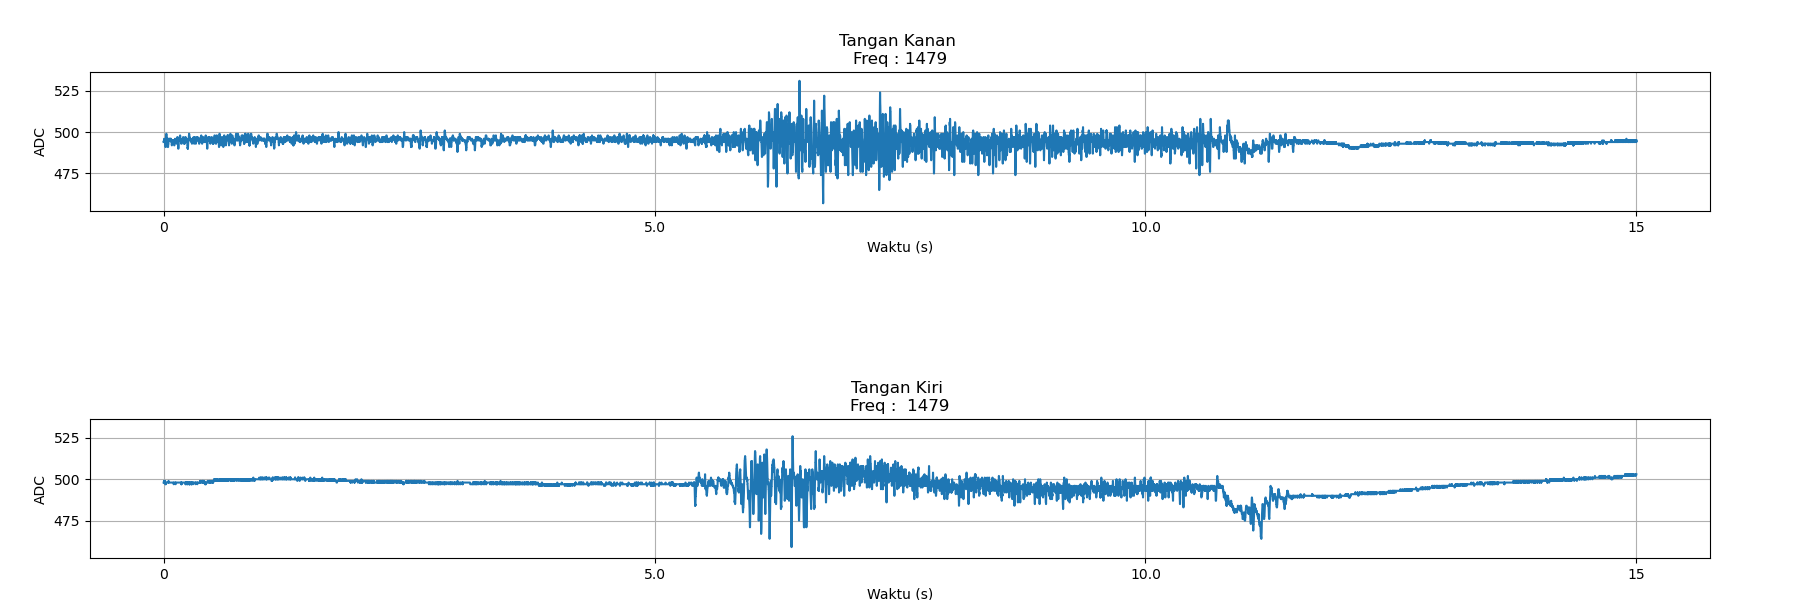 Tangan Kanan
Freq : 1479
ADC
525
500
475
0 5.0 10.0 15
Waktu (s)
Tangan Kiri
Freq :  1479
ADC
525
500
475
0 5.0 10.0 15
Waktu (s)